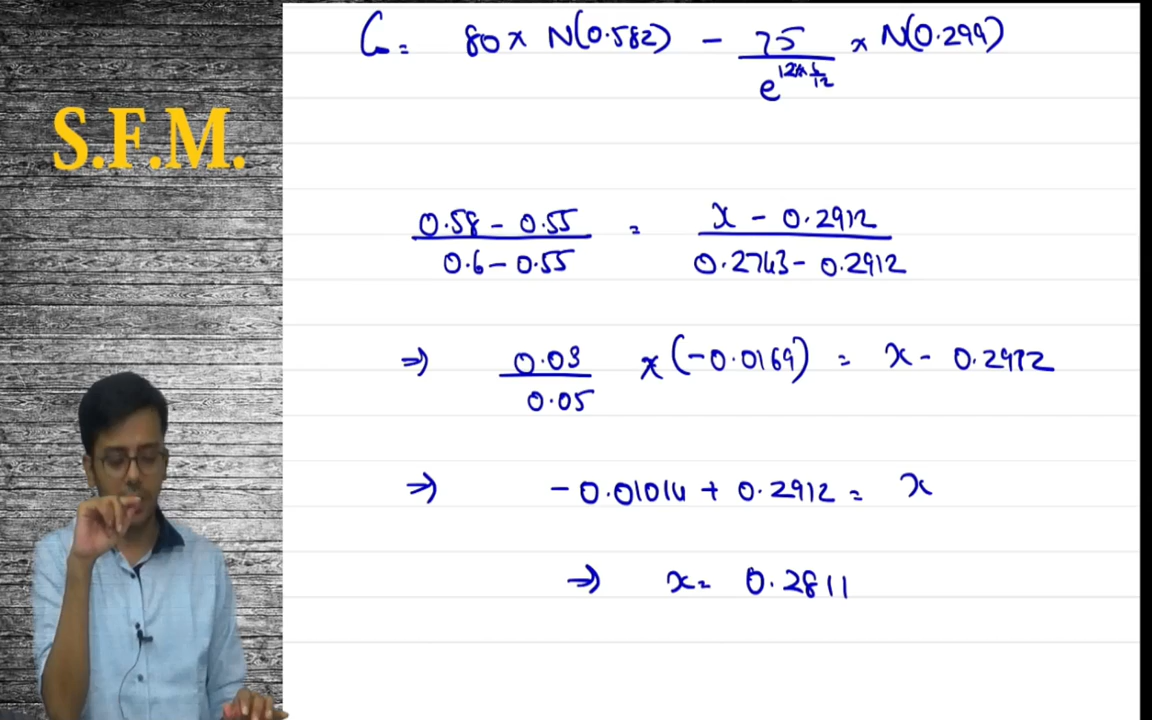 C₀ = 80 × N(0.582) - 75/e^12%×6/12 × N(0.299)
S.F.M.
0.58 - 0.55 / 0.6 - 0.55 = x - 0.2912 / 0.2743 - 0.2912
⇒ 0.03 / 0.05 × (-0.0169) = x - 0.2912
⇒ -0.01014 + 0.2912 = x
⇒ x = 0.2811